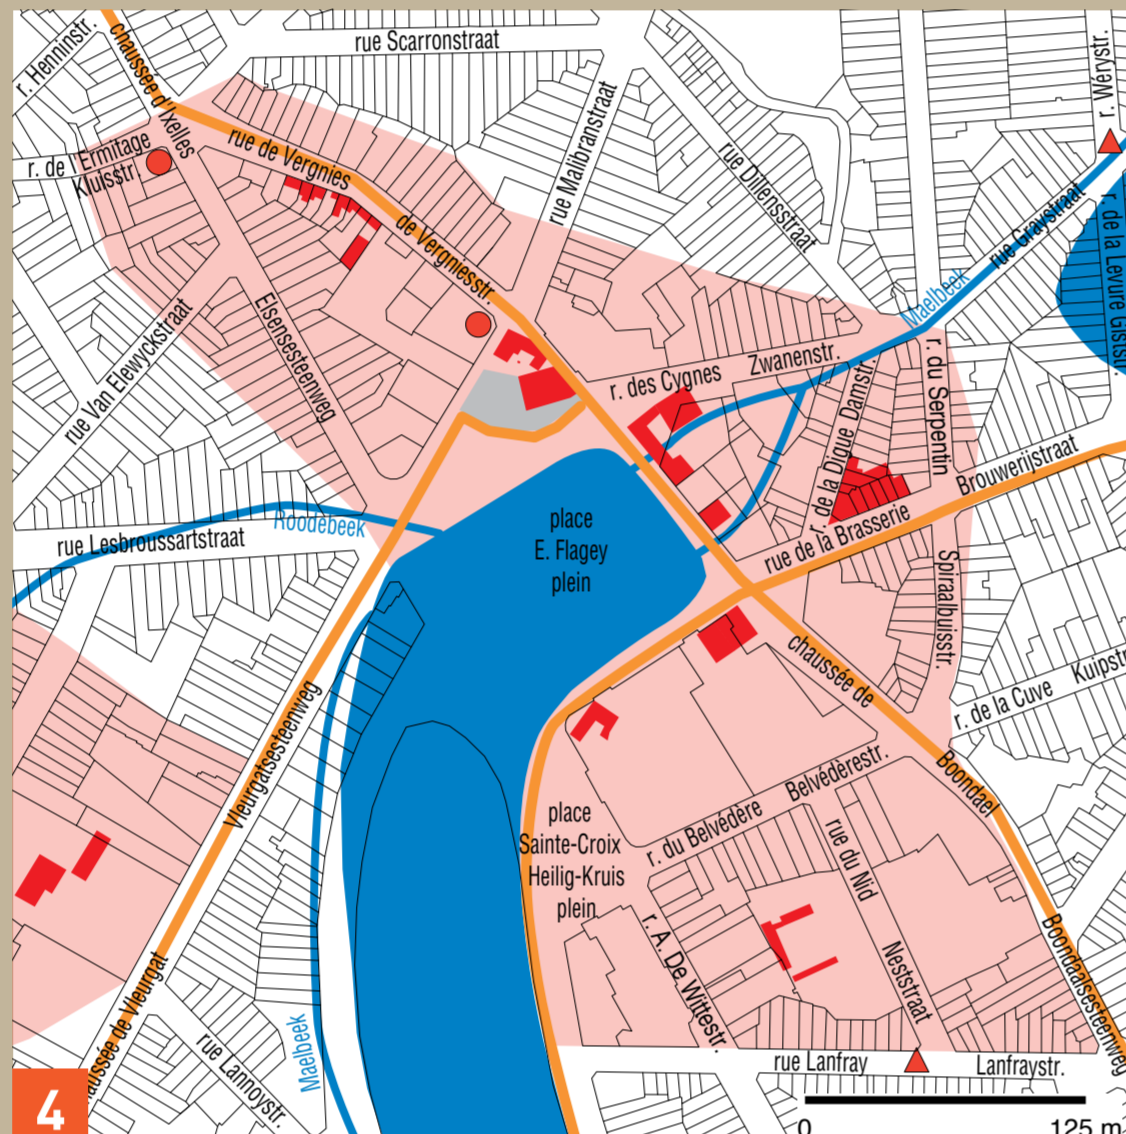 r. Henninstr.
chaussée d'Ixelles
rue Scarronstraat
r. Wérystr.
r. de l'Ermitage
Kluisstr.
rue de Vergnies
de Vergniesstr.
rue Malibranstraat
rue Dillensstraat
rue Graystraat
Maelbeek
r. de la Levure Giststr.
rue Van Elewyckstraat
Elsensesteenweg
r. des Cygnes
Zwanenstr.
r. de la Digue Damstr.
r. du Serpentin
Brouwerijstraat
Roodebeek
rue Lesbroussartstraat
place
E. Flagey
plein
rue de la Brasserie
Spiraalbuisstr.
chaussée de
Boondael
r. de la Cuve
Kuipstr
Vleurgatsesteenweg
place
Sainte-Croix
Heilig-Kruis
plein
r. du Belvédère
Belvédèrestr.
rue du Nid
Neststraat
r. A. De Wittestr.
Boondaalsesteenweg
chaussée de Vleurgat
rue Lannoystr.
Maelbeek
rue Lanfray
Lanfraystr.
4
0
125 m